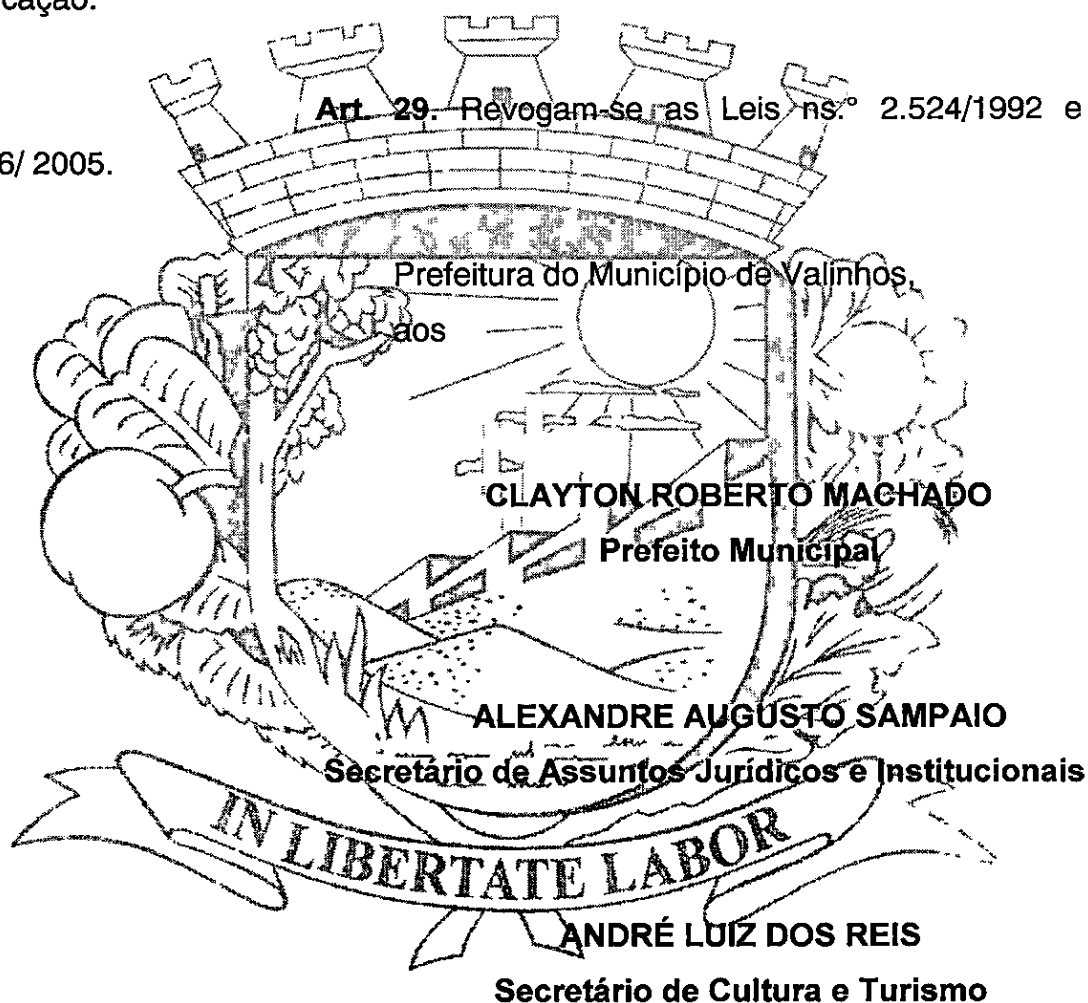 cação.
Art. 29. Revogam-se as Leis ns.º 2.524/1992 e
6/ 2005.
Prefeitura do Município de Valinhos,
aos
CLAYTON ROBERTO MACHADO
Prefeito Municipal
ALEXANDRE AUGUSTO SAMPAIO
Secretário de Assuntos Jurídicos e Institucionais
IN LIBERTATE LABOR
ANDRÉ LUIZ DOS REIS
Secretário de Cultura e Turismo